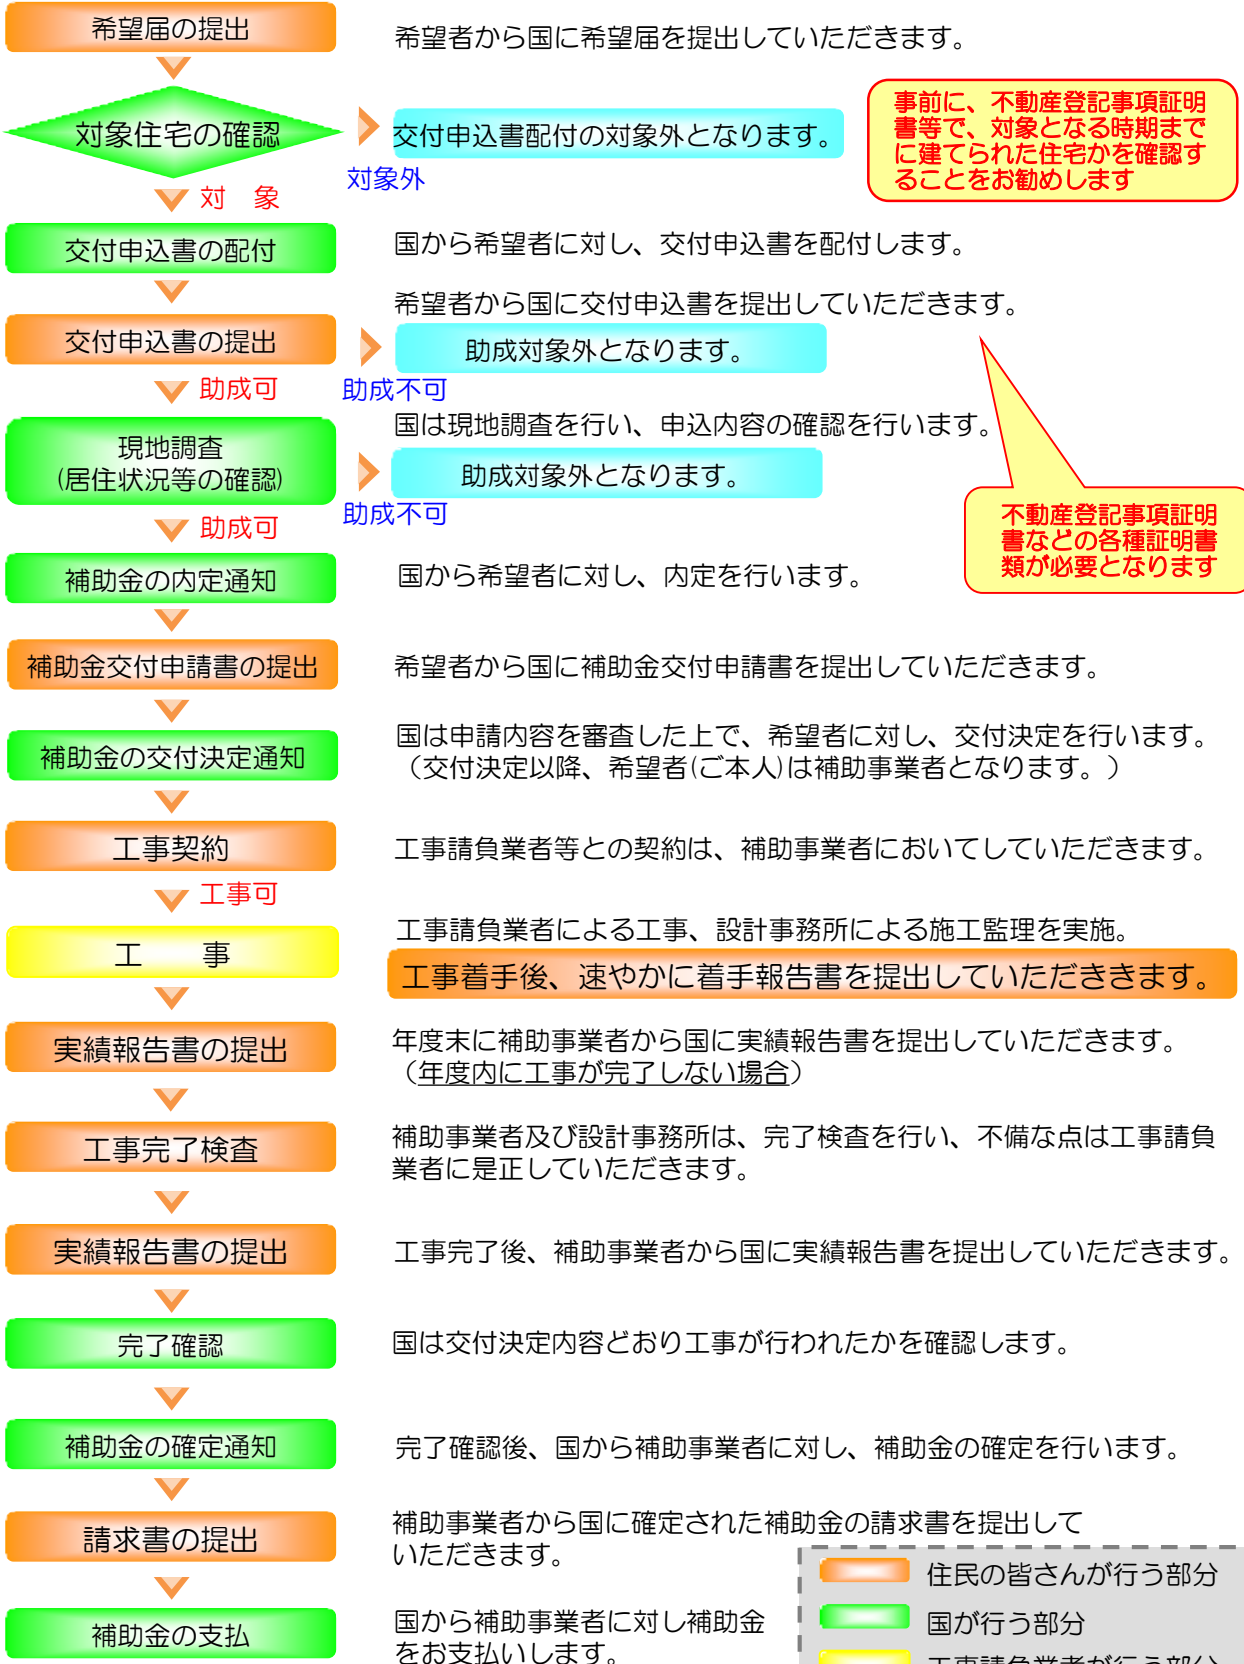 希望届の提出
希望者から国に希望届を提出していただきます。
対象住宅の確認
交付申込書配付の対象外となります。
対象外
対　象
事前に、不動産登記事項証明
書等で、対象となる時期まで
に建てられた住宅かを確認す
ることをお勧めします
交付申込書の配付
国から希望者に対し、交付申込書を配付します。
希望者から国に交付申込書を提出していただきます。
交付申込書の提出
助成対象外となります。
助成可
助成不可
国は現地調査を行い、申込内容の確認を行います。
現地調査
(居住状況等の確認)
助成対象外となります。
助成不可
助成可
不動産登記事項証明
書などの各種証明書
類が必要となります
補助金の内定通知
国から希望者に対し、内定を行います。
補助金交付申請書の提出
希望者から国に補助金交付申請書を提出していただきます。
補助金の交付決定通知
国は申請内容を審査した上で、希望者に対し、交付決定を行います。
（交付決定以降、希望者(ご本人)は補助事業者となります。）
工事契約
工事請負業者等との契約は、補助事業者においてしていただきます。
工事可
工　　事
工事請負業者による工事、設計事務所による施工監理を実施。
工事着手後、速やかに着手報告書を提出していただききます。
実績報告書の提出
年度末に補助事業者から国に実績報告書を提出していただきます。
（年度内に工事が完了しない場合）
工事完了検査
補助事業者及び設計事務所は、完了検査を行い、不備な点は工事請負
業者に是正していただきます。
実績報告書の提出
工事完了後、補助事業者から国に実績報告書を提出していただきます。
完了確認
国は交付決定内容どおり工事が行われたかを確認します。
補助金の確定通知
完了確認後、国から補助事業者に対し、補助金の確定を行います。
請求書の提出
補助事業者から国に確定された補助金の請求書を提出して
いただきます。
補助金の支払
国から補助事業者に対し補助金
をお支払いします。
住民の皆さんが行う部分
国が行う部分
工事請負業者が行う部分